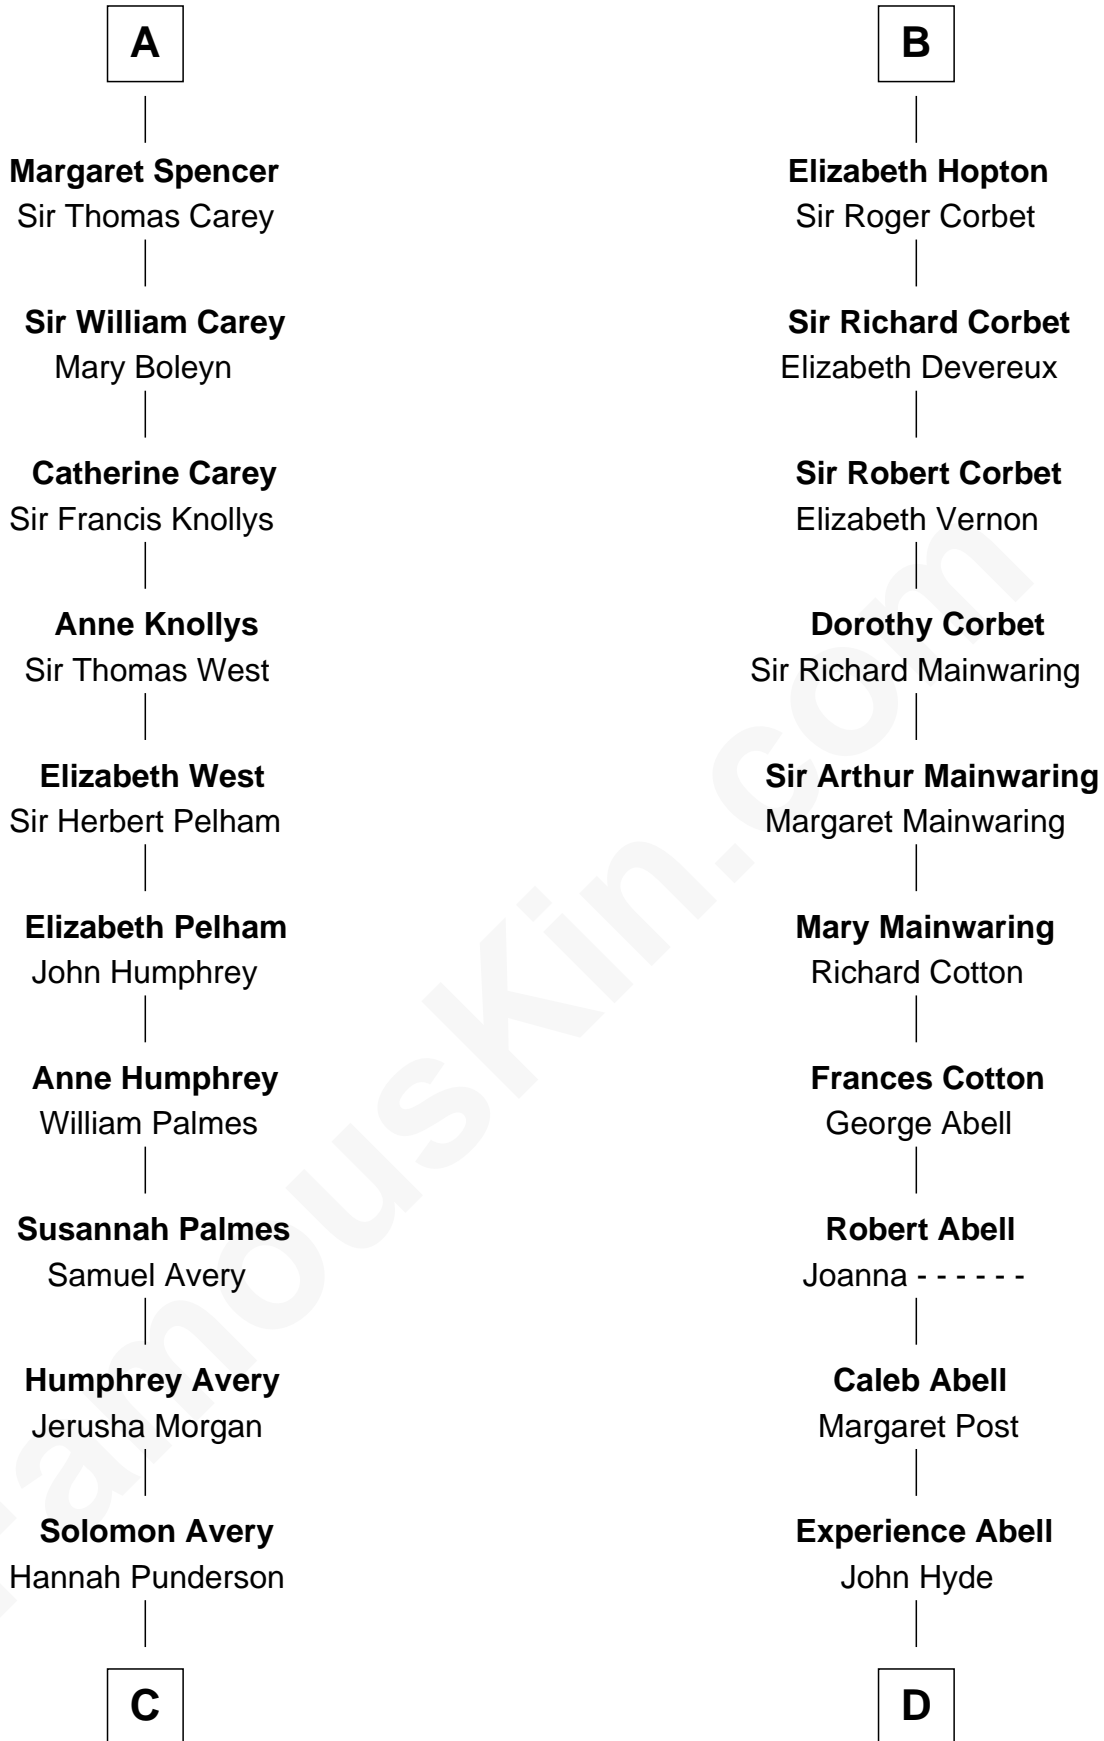 A
Margaret Spencer
Sir Thomas Carey
Sir William Carey
Mary Boleyn
Catherine Carey
Sir Francis Knollys
Anne Knollys
Sir Thomas West
Elizabeth West
Sir Herbert Pelham
Elizabeth Pelham
John Humphrey
Anne Humphrey
William Palmes
Susannah Palmes
Samuel Avery
Humphrey Avery
Jerusha Morgan
Solomon Avery
Hannah Punderson
C
B
Elizabeth Hopton
Sir Roger Corbet
Sir Richard Corbet
Elizabeth Devereux
Sir Robert Corbet
Elizabeth Vernon
Dorothy Corbet
Sir Richard Mainwaring
Sir Arthur Mainwaring
Margaret Mainwaring
Mary Mainwaring
Richard Cotton
Frances Cotton
George Abell
Robert Abell
Joanna - - - - - -
Caleb Abell
Margaret Post
Experience Abell
John Hyde
D
FamousKin.com